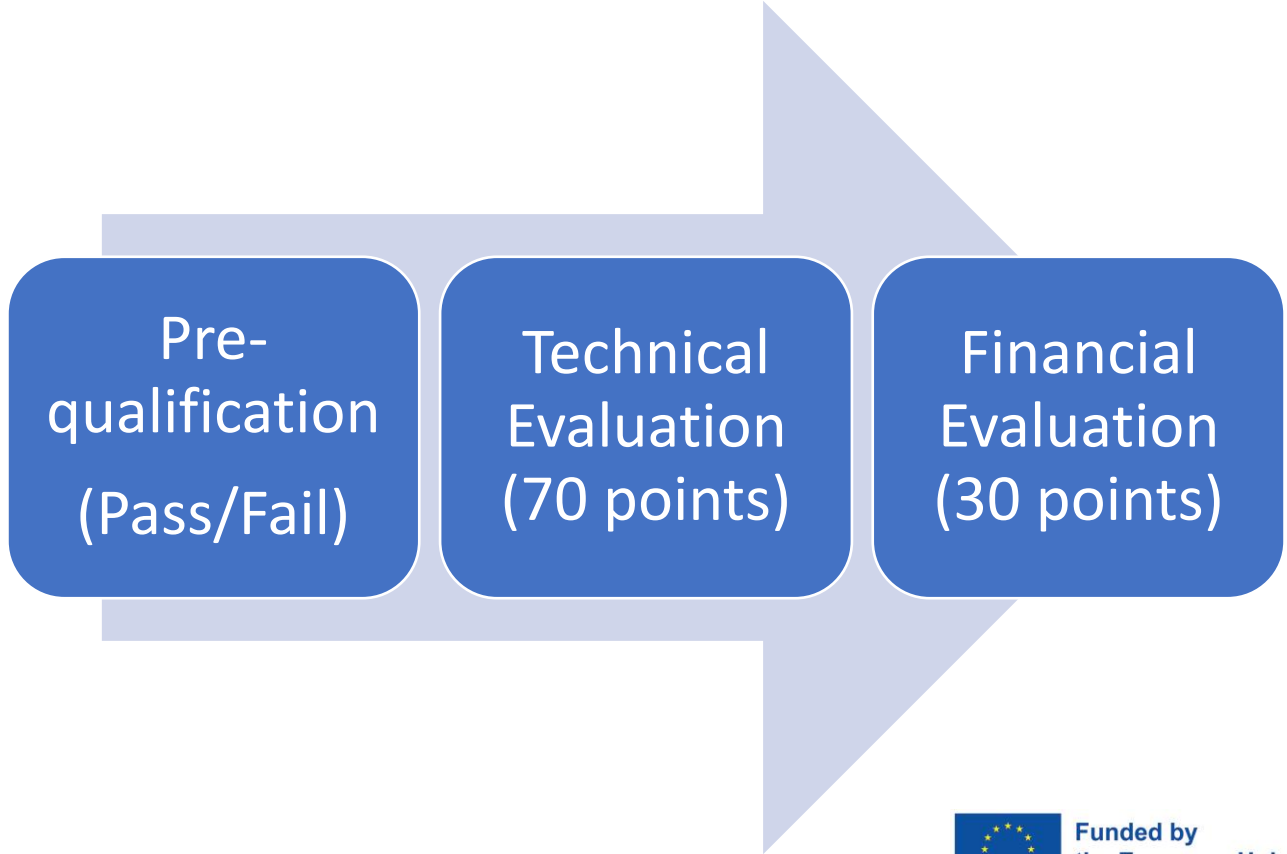 Pre-
qualification
(Pass/Fail)
Technical
Evaluation
(70 points)
Financial
Evaluation
(30 points)
Funded by